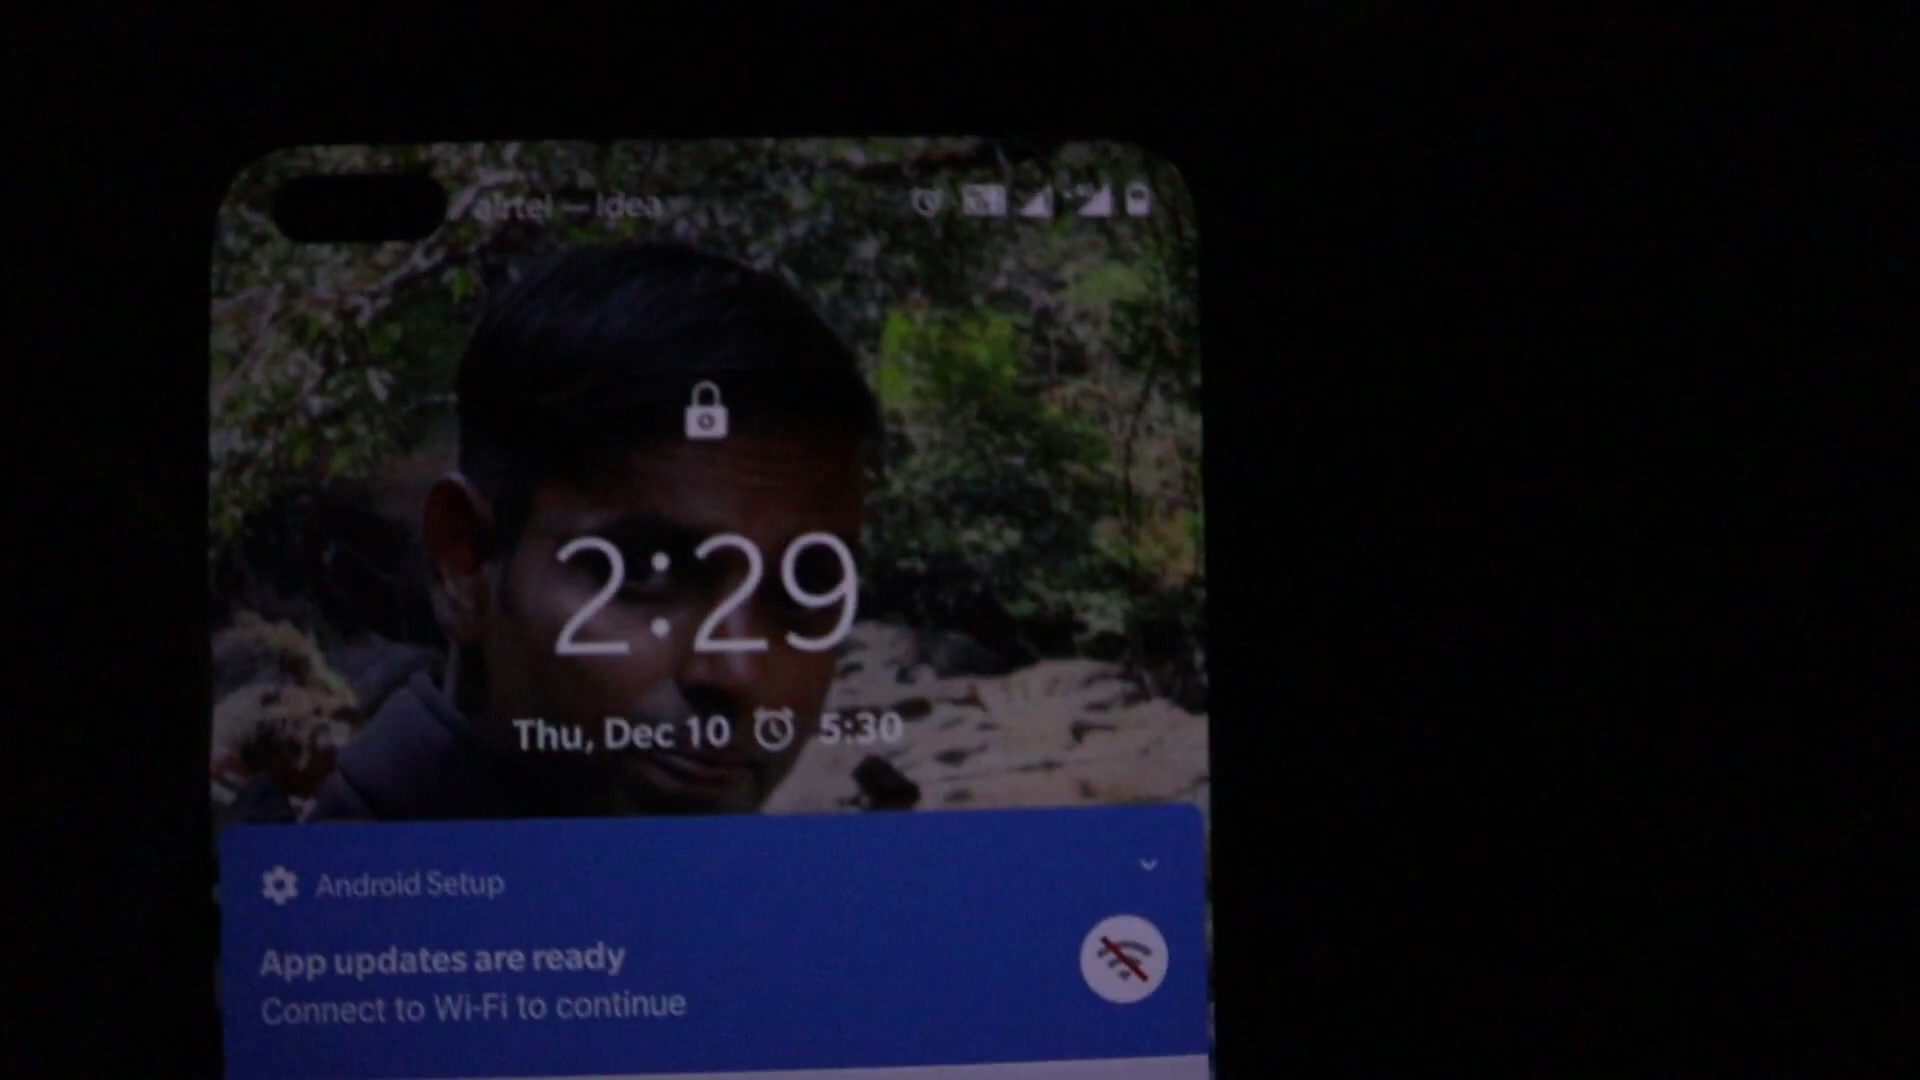 airtel — Idea
2:29
Thu, Dec 10 5:30
Android Setup
App updates are ready
Connect to Wi-Fi to continue